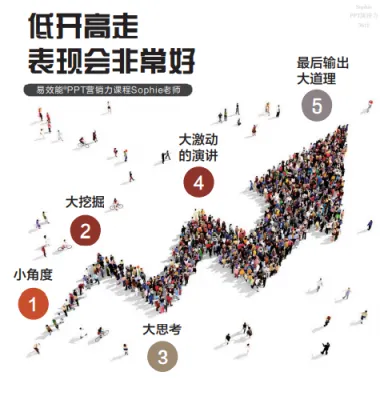 低开高走
表现会非常好
易效能®PPT营销力课程Sophie老师
最后输出
大道理
5
大激动
的演讲
4
大挖掘
2
小角度
1
大思考
3